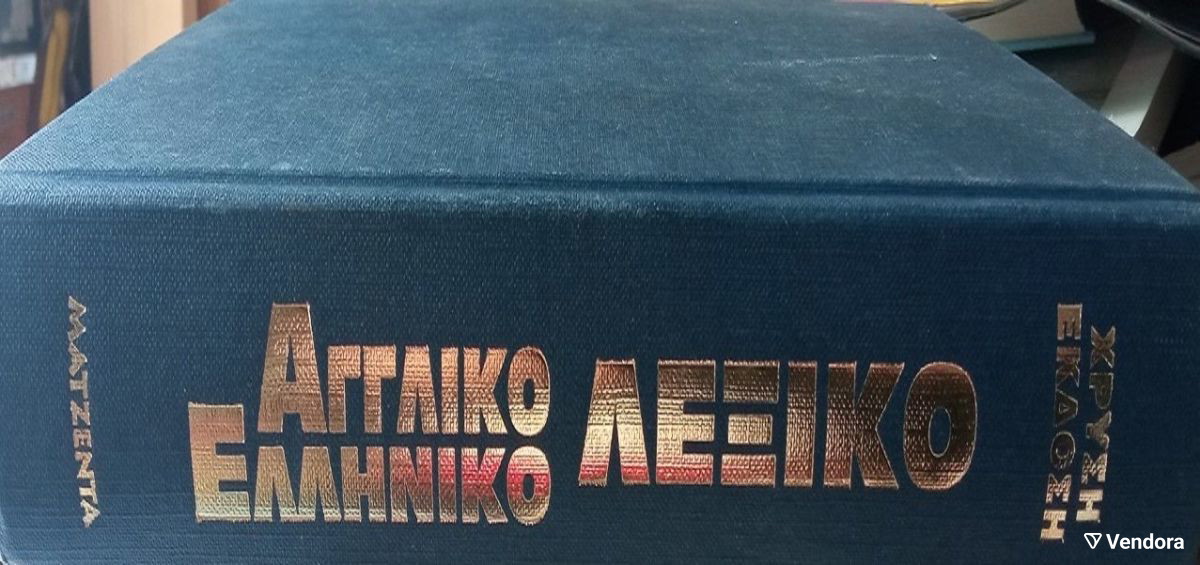 ΜΑΤΖΕΝΤΑ
ΑΓΓΛΙΚΟ
ΕΛΛΗΝΙΚΟ
ΛΕΞΙΚΟ
ΧΡΥΣΗ
ΕΚΔΟΣΗ
Vendora